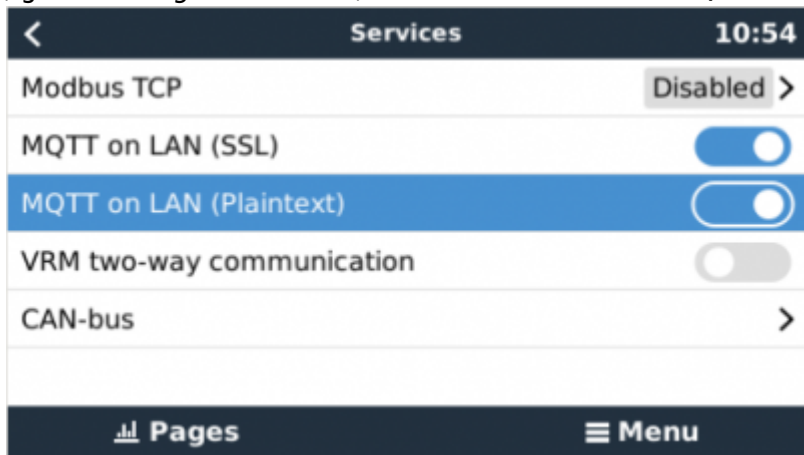 Services 10:54
Modbus TCP Disabled
MQTT on LAN (SSL)
MQTT on LAN (Plaintext)
VRM two-way communication
CAN-bus
Pages Menu